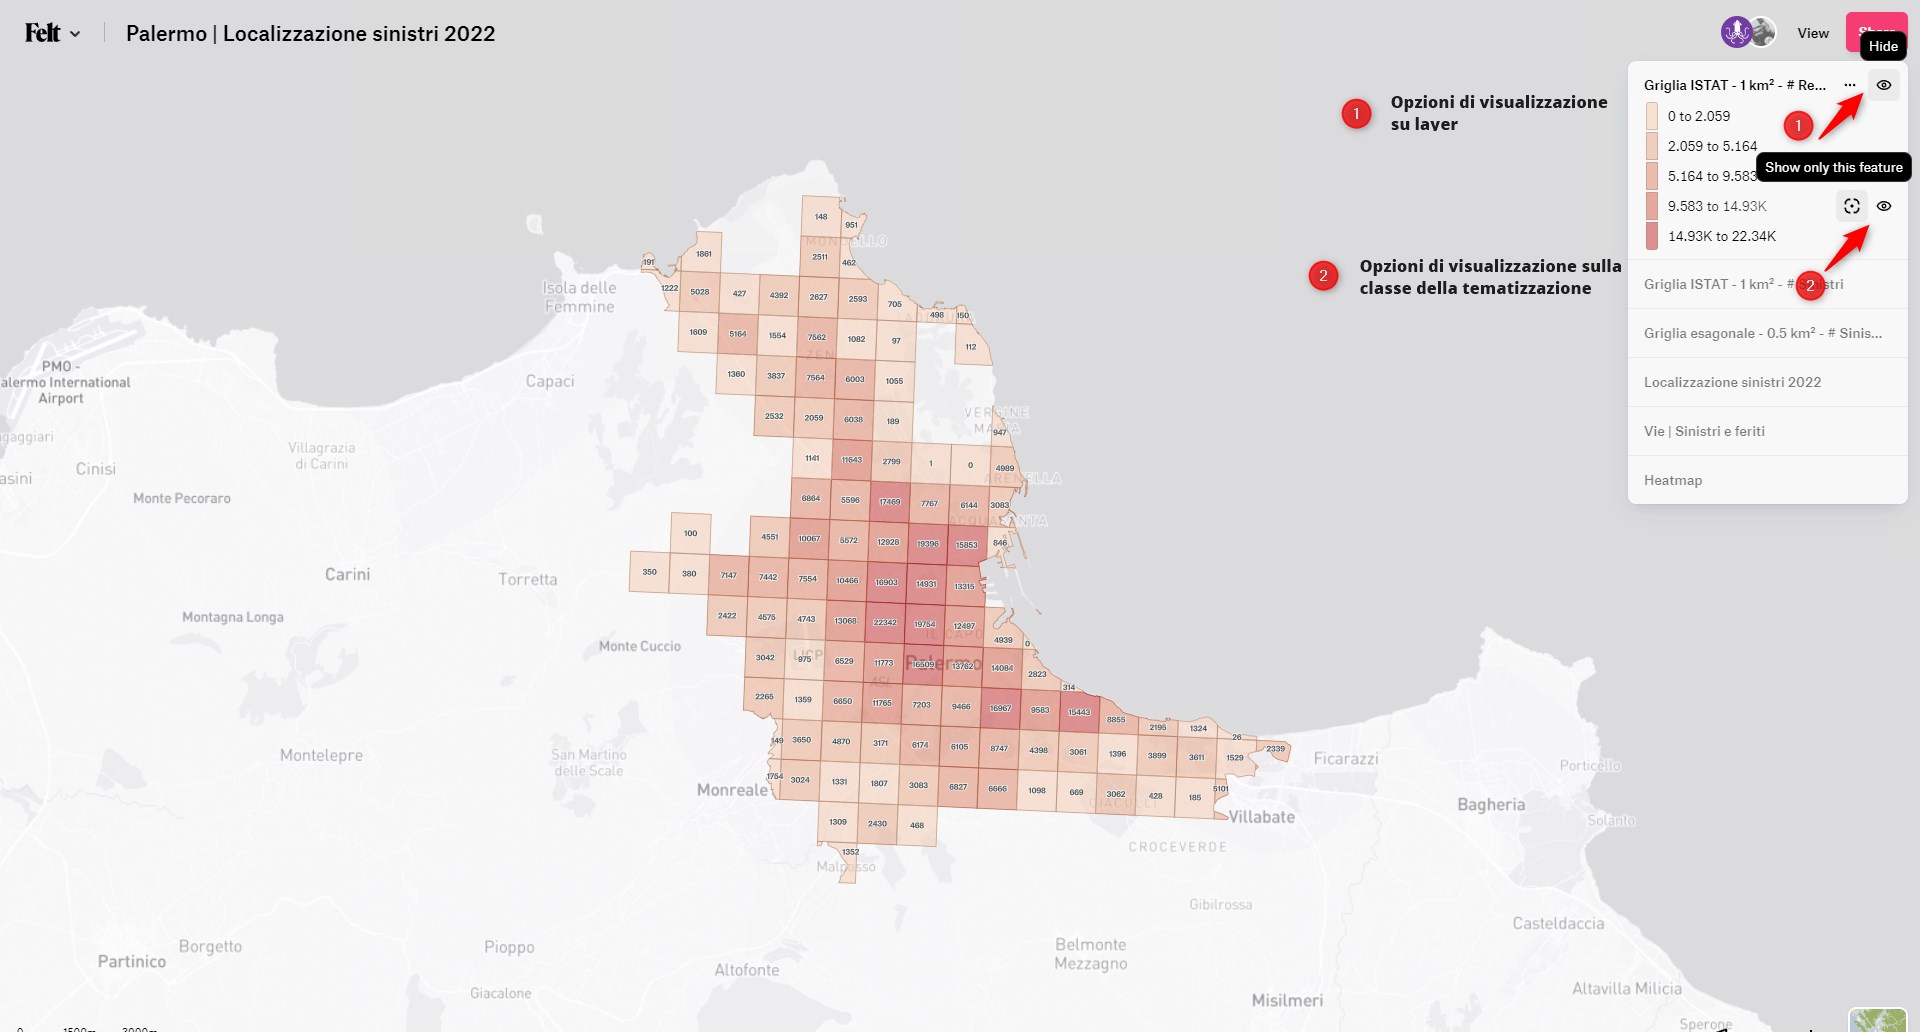 Felt
Palermo | Localizzazione sinistri 2022
View
Hide
Griglia ISTAT - 1 km² - # Re...
0 to 2.059
2.059 to 5.164
5.164 to 9.583
9.583 to 14.93K
14.93K to 22.34K
Show only this feature
1
2
Griglia ISTAT - 1 km² - #
Griglia esagonale - 0.5 km² - # Sinis...
Localizzazione sinistri 2022
Vie | Sinistri e feriti
Heatmap
1
Opzioni di visualizzazione
su layer
2
Opzioni di visualizzazione sulla
classe della tematizzazione
148
951
MONDELLO
1861
2511
462
191
1222
5028
427
4392
2627
2593
705
498
150
Isola delle
Femmine
1609
5164
1554
7562
1082
97
112
ZEN
1360
3837
7564
6003
1055
PMO -
alermo International
Airport
Capaci
2532
2059
6038
189
VERGINE
MARIA
947
gaggiari
Villagrazia
di Carini
1141
11643
2799
1
0
4989
ARENELLA
asini
Cinisi
Monte Pecoraro
6864
5596
17469
7767
6144
3083
ACQUASANTA
100
4551
10067
5572
12928
19396
15853
846
350
380
7147
7442
7554
10466
16903
14931
13315
Carini
Torretta
Montagna Longa
2422
4575
4743
13068
22342
19754
12497
4939
0
IL CAPO
Monte Cuccio
3042
975
6529
11773
16509
13762
14084
2823
UCP
Palermo
ASI
314
2265
1359
6650
11765
7203
9466
16967
9583
15443
8855
2195
1324
26
2339
149
3650
4870
3171
6174
6105
8747
4398
3061
1396
3899
3611
1529
Montelepre
San Martino
delle Scale
Ficarazzi
Porticello
1754
3024
1331
1807
3083
6827
6666
1098
669
3062
428
185
5101
CIACULLI
Monreale
Villabate
Bagheria
Solanto
1309
2430
468
1352
Malpasso
CROCEVERDE
Gibilrossa
Casteldaccia
Partinico
Borgetto
Pioppo
Giacalone
Altofonte
Belmonte
Mezzagno
Misilmeri
Altavilla Milicia
Sperone
0
1500m
3000m